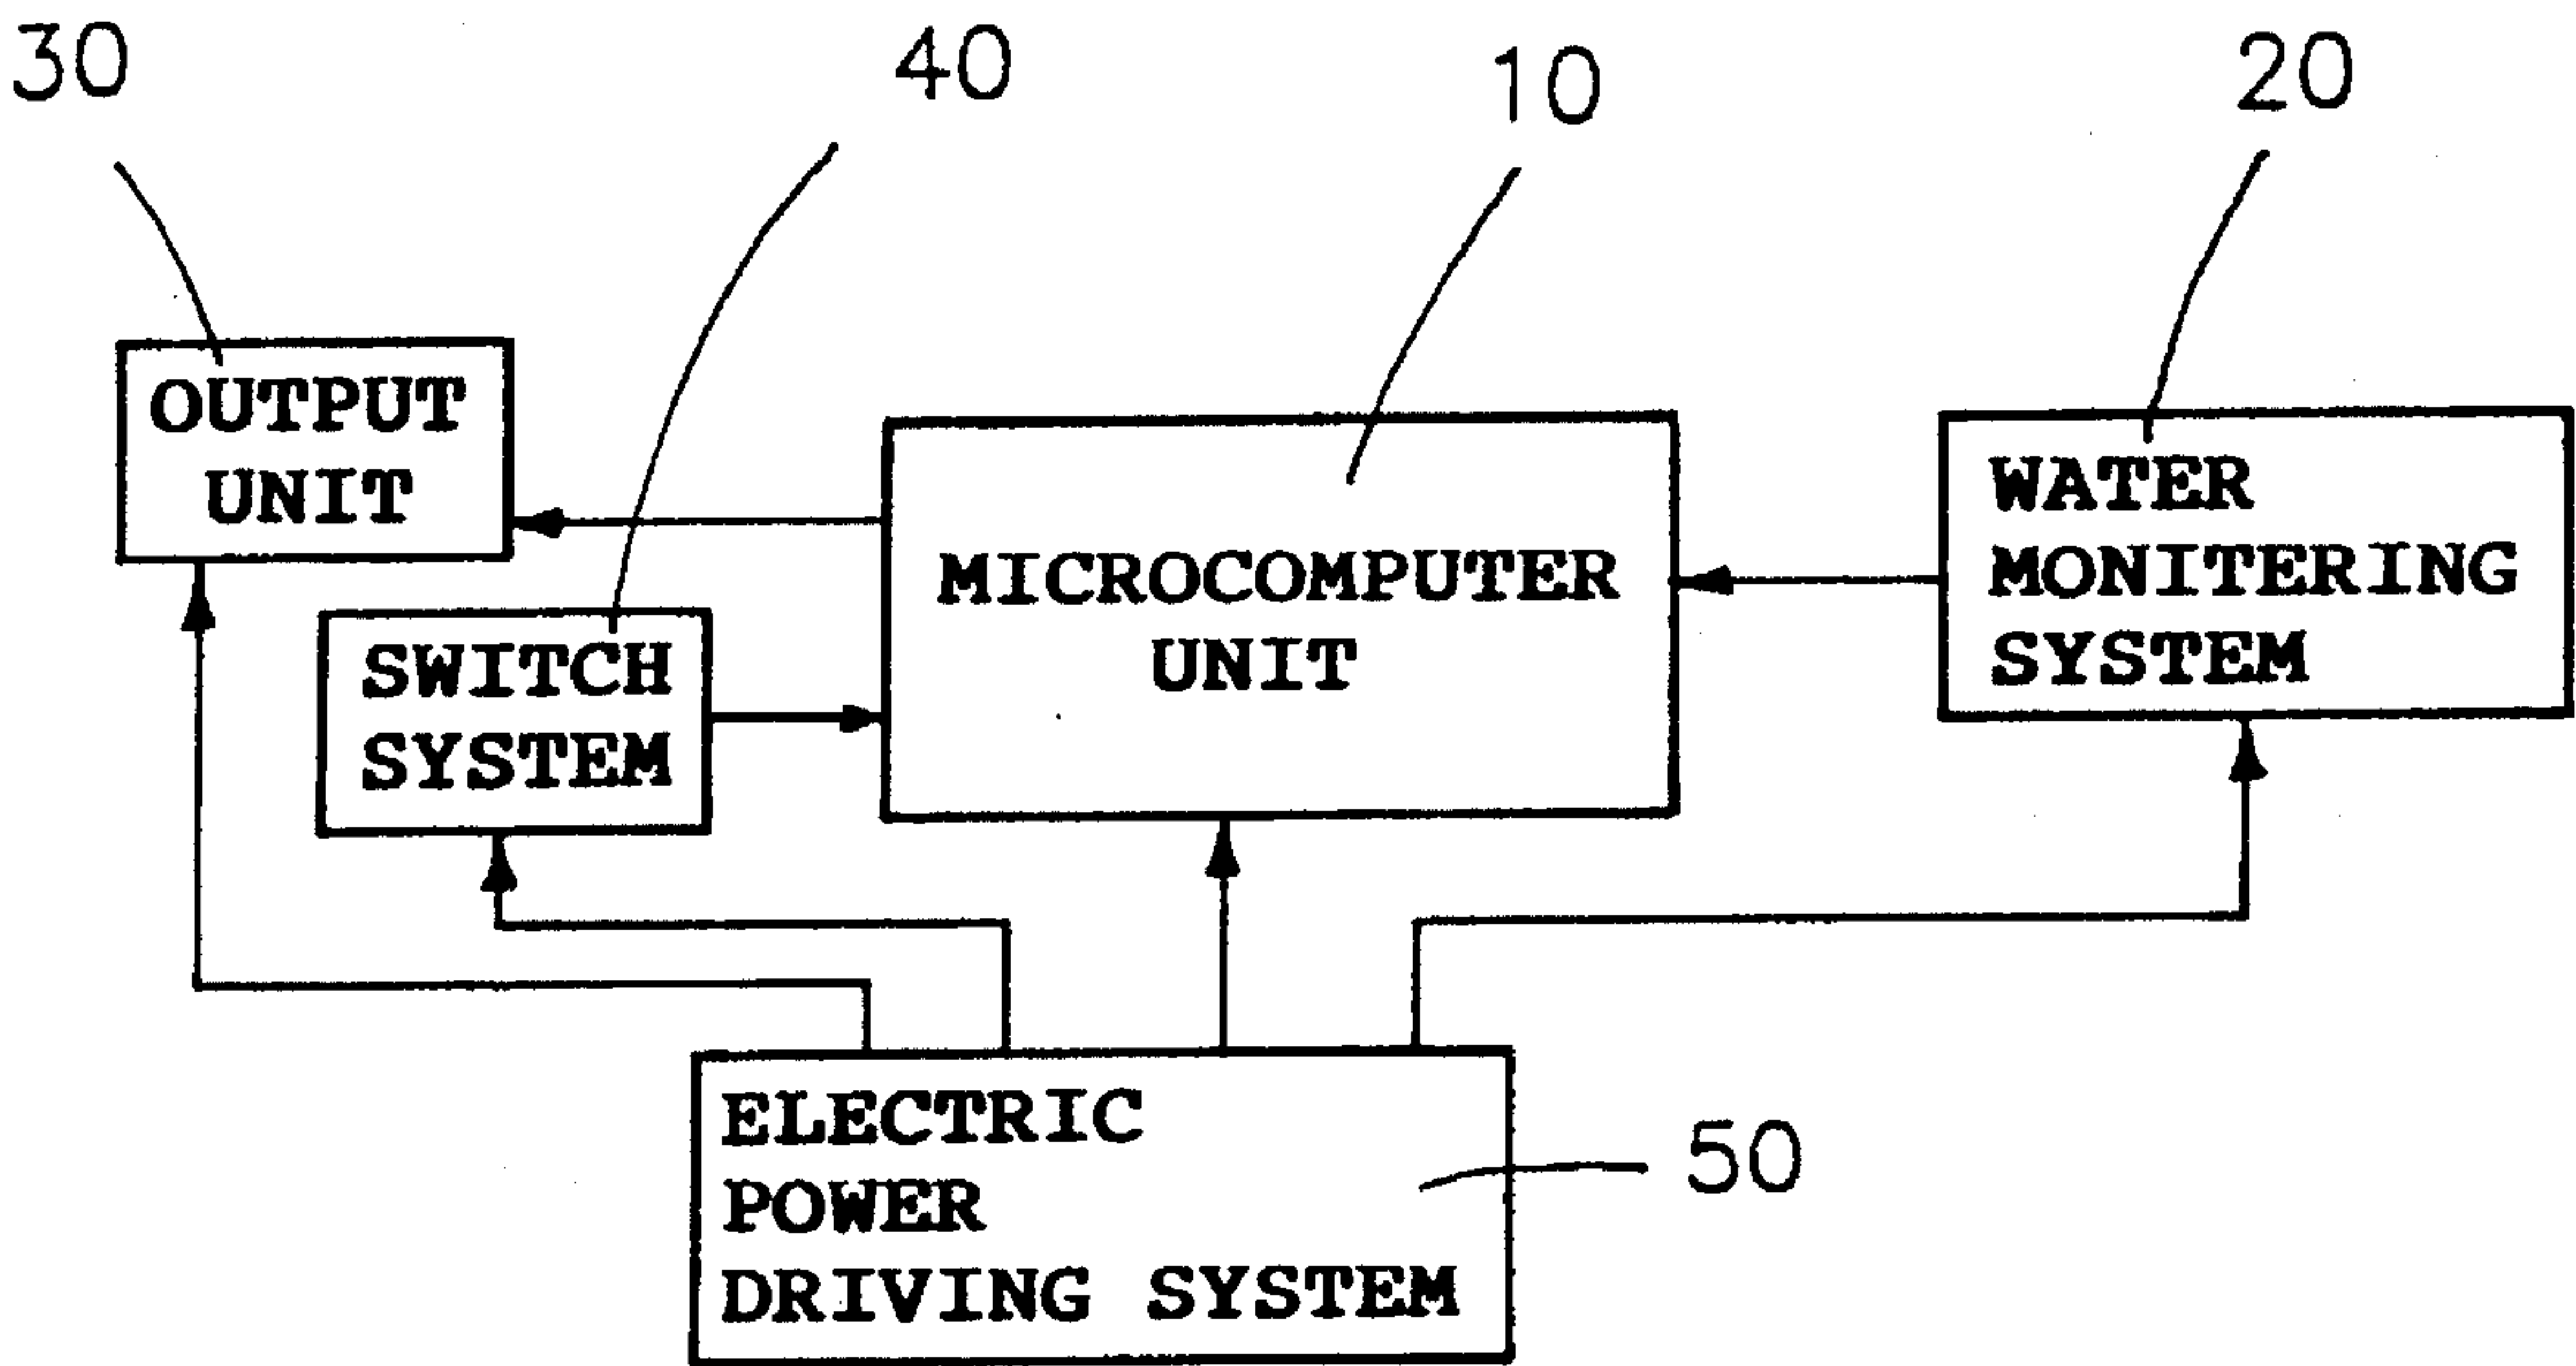 30
40
10
20
OUTPUT
UNIT
SWITCH
SYSTEM
MICROCOMPUTER
UNIT
WATER
MONITERING
SYSTEM
ELECTRIC
POWER
DRIVING SYSTEM
50